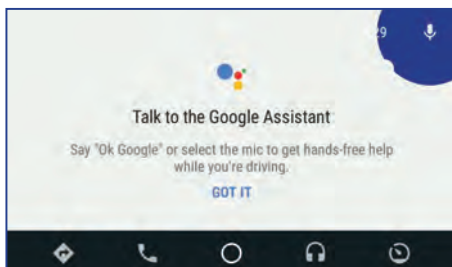 29
Talk to the Google Assistant
Say "Ok Google" or select the mic to get hands-free help
while you're driving.
GOT IT